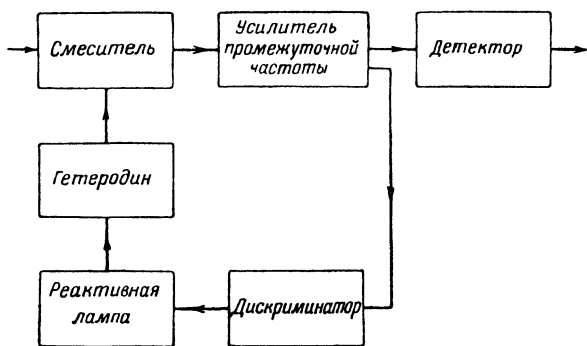 Смеситель
Усилитель
промежуточной
частоты
Детектор
Гетеродин
Реактивная
лампа
Дискриминатор